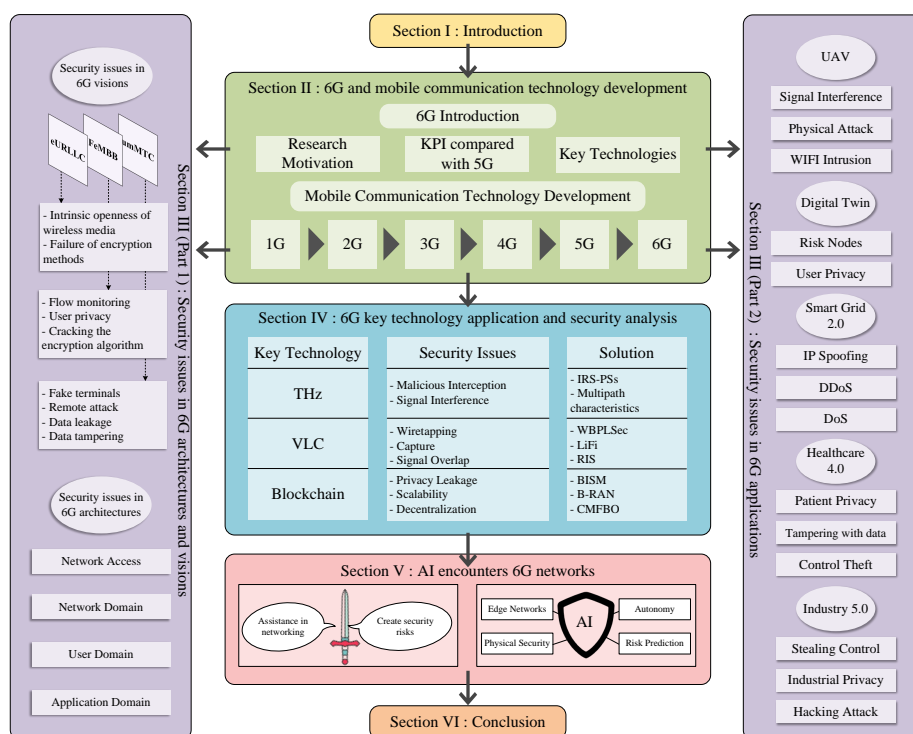 Section I : Introduction
Security issues in
6G visions
eURLLC
FeMBB
umMTC
- Intrinsic openness of
wireless media
- Failure of encryption
methods
- Flow monitoring
- User privacy
- Cracking the
encryption algorithm
- Fake terminals
- Remote attack
- Data leakage
- Data tampering
Security issues in
6G architectures
Network Access
Network Domain
User Domain
Application Domain
Section III (Part 1) : Security issues in 6G architectures and visions
Section II : 6G and mobile communication technology development
6G Introduction
Research
Motivation
KPI compared
with 5G
Key Technologies
Mobile Communication Technology Development
1G
2G
3G
4G
5G
6G
Section IV : 6G key technology application and security analysis
Key Technology
Security Issues
Solution
THz
- Malicious Interception
- Signal Interference
- IRS-PSs
- Multipath
characteristics
VLC
- Wiretapping
- Capture
- Signal Overlap
- WBPLSec
- LiFi
- RIS
Blockchain
- Privacy Leakage
- Scalability
- Decentralization
- BISM
- B-RAN
- CMFBO
Section V : AI encounters 6G networks
Assistance in
networking
Create security
risks
Edge Networks
Physical Security
AI
Autonomy
Risk Prediction
Section VI : Conclusion
Section III (Part 2) : Security issues in 6G applications
UAV
Signal Interference
Physical Attack
WIFI Intrusion
Digital Twin
Risk Nodes
User Privacy
Smart Grid
2.0
IP Spoofing
DDoS
DoS
Healthcare
4.0
Patient Privacy
Tampering with data
Control Theft
Industry 5.0
Stealing Control
Industrial Privacy
Hacking Attack